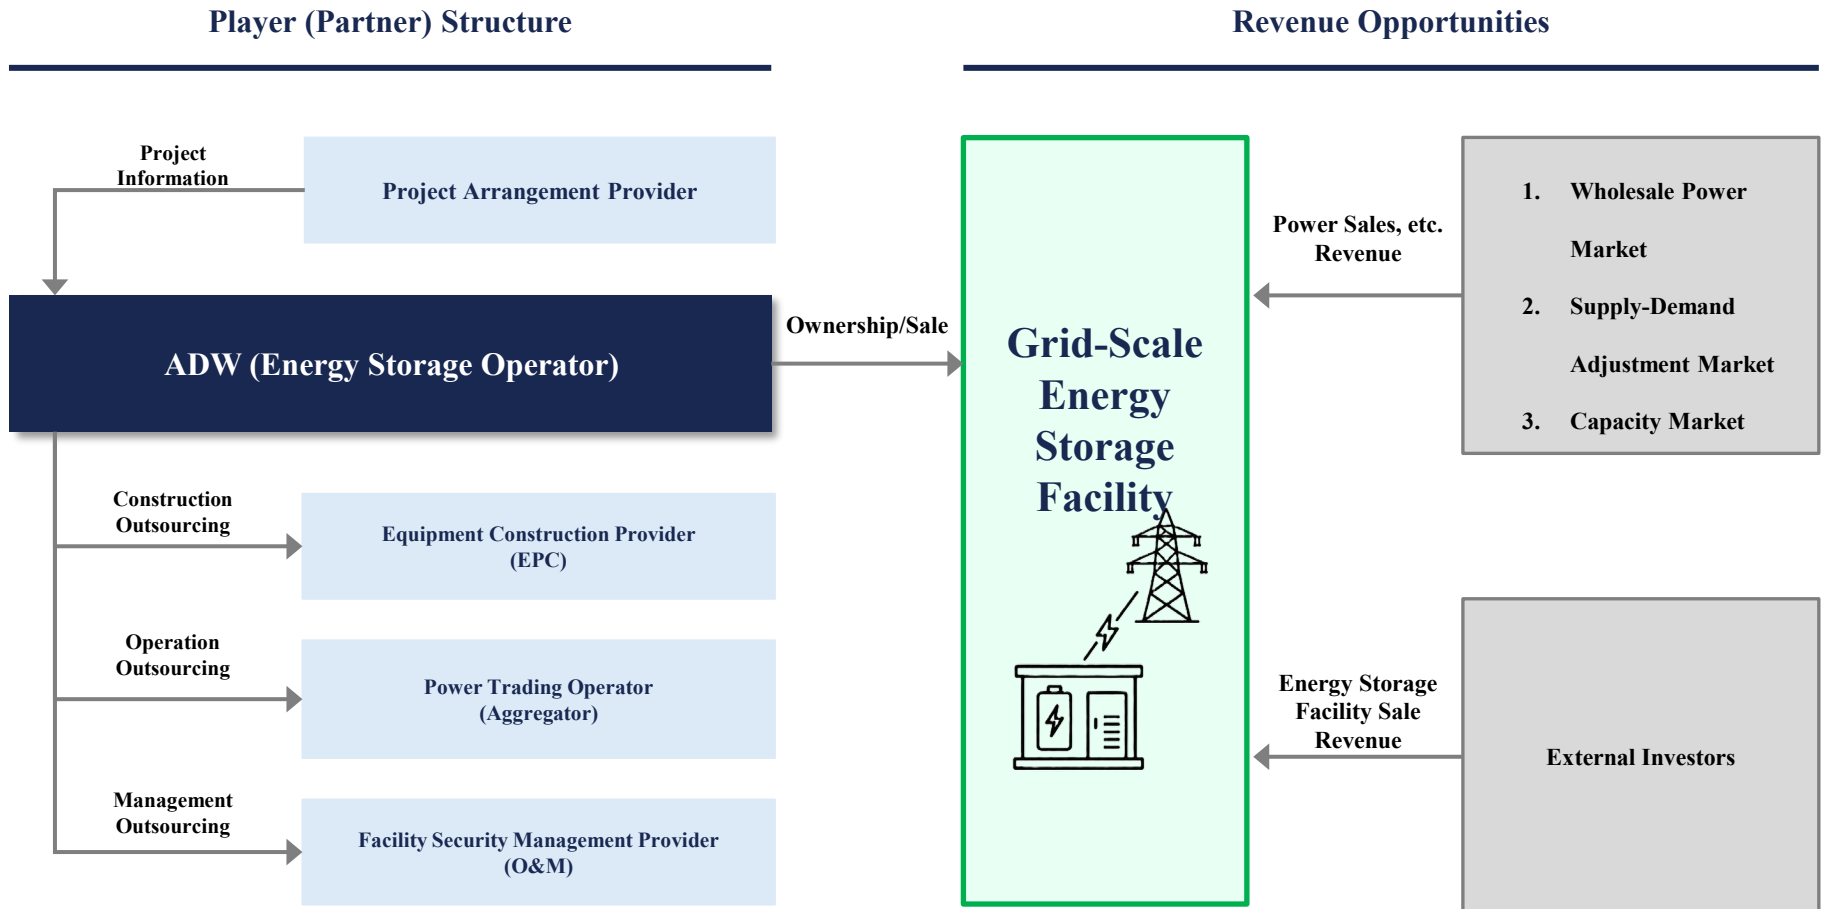 Player (Partner) Structure
Revenue Opportunities
Project
Information
Project Arrangement Provider
ADW (Energy Storage Operator)
Ownership/Sale
Construction
Outsourcing
Equipment Construction Provider
(EPC)
Operation
Outsourcing
Power Trading Operator
(Aggregator)
Management
Outsourcing
Facility Security Management Provider
(O&M)
Grid-Scale
Energy
Storage
Facility
Power Sales, etc.
Revenue
1. Wholesale Power
Market
2. Supply-Demand
Adjustment Market
3. Capacity Market
Energy Storage
Facility Sale
Revenue
External Investors